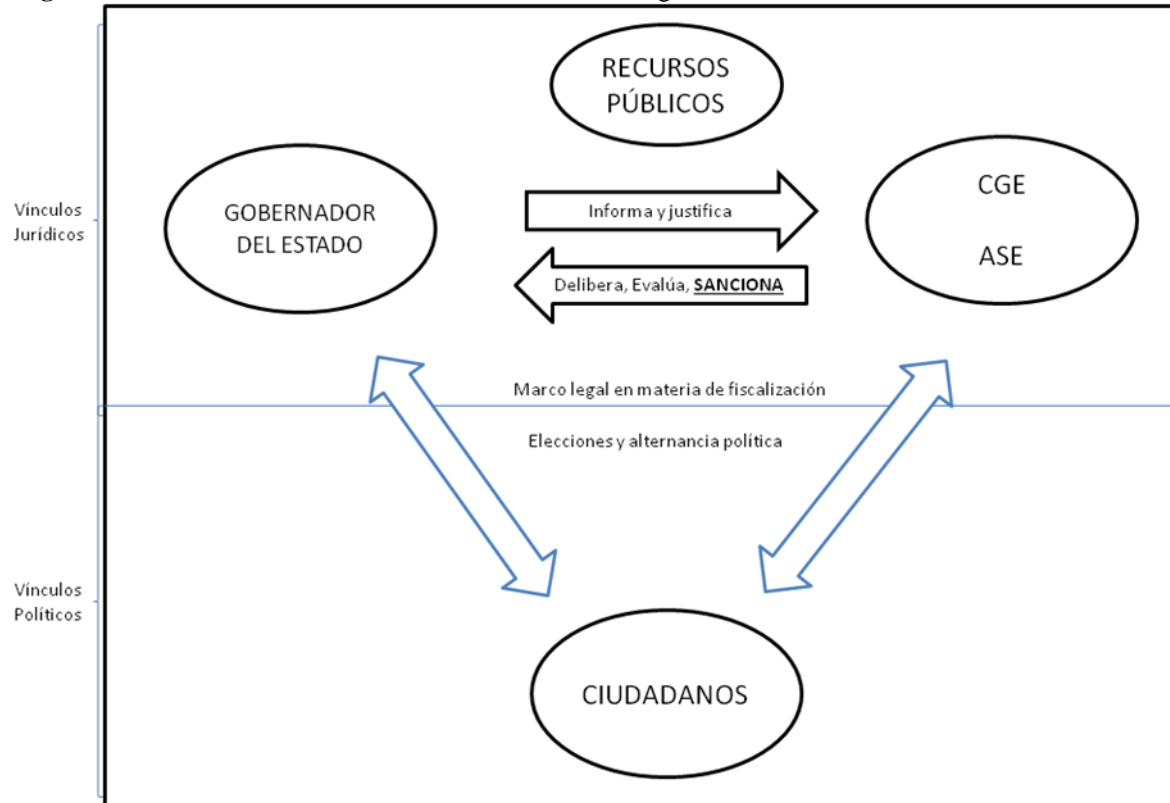 RECURSOS
PÚBLICOS
Vínculos
Jurídicos
GOBERNADOR
DEL ESTADO
Informa y justifica
Delibera, Evalúa, SANCIONA
CGE
ASE
Marco legal en materia de fiscalización
Elecciones y alternancia política
Vínculos
Políticos
CIUDADANOS